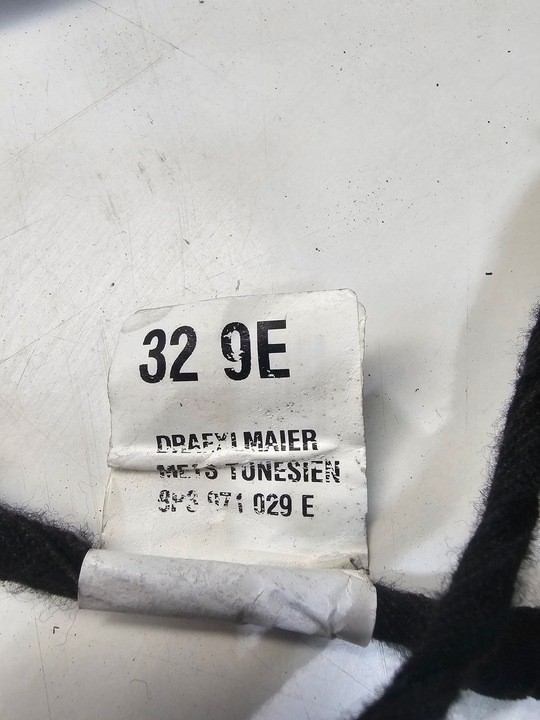 32 9E
DRAEXLMAIER
METS TUNESIEN
8P3 971 029 E